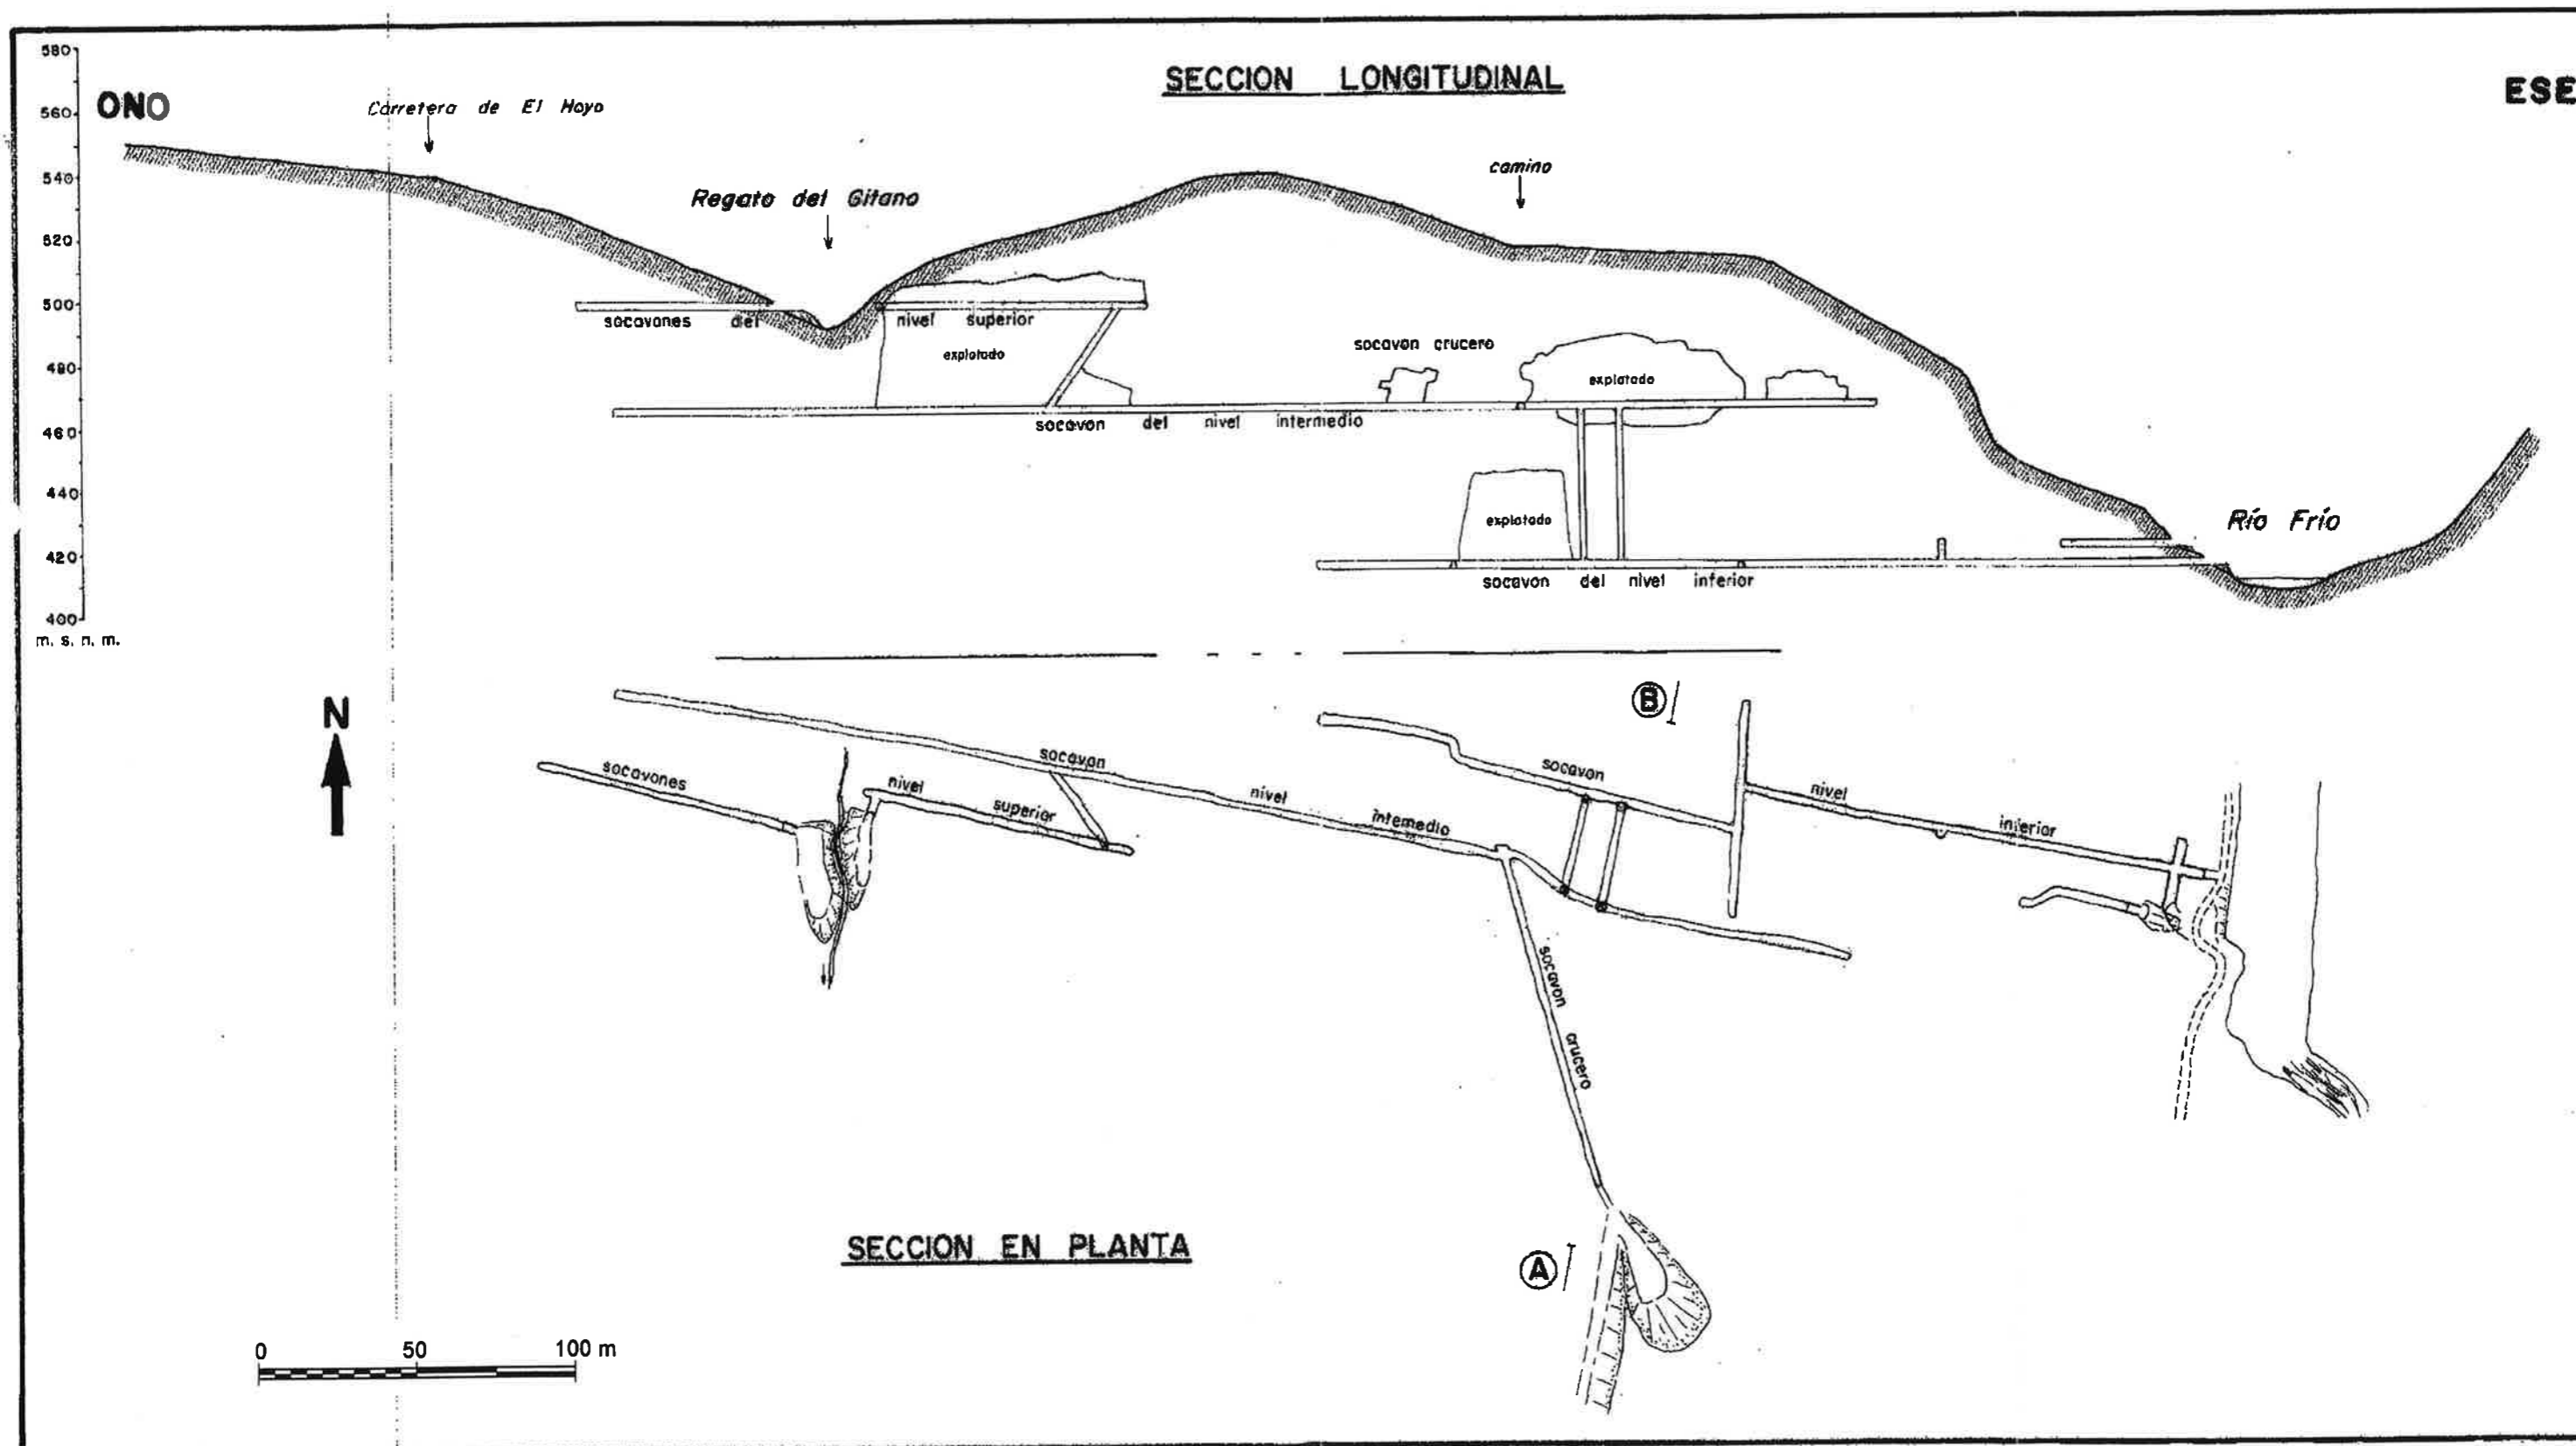 SECCION LONGITUDINAL
ONO
ESE
580
560
540
520
500
480
460
440
420
400
m. s. n. m.
Carretera de El Hoyo
Regato del Gitano
camino
socavones del nivel superior
explotado
socavon crucero
explotado
socavon del nivel intermedio
explotado
socavon del nivel inferior
Río Frío
N
B
socavon nivel intemedio
socavones nivel superior
socavon nivel inferior
socavon crucero
A
SECCION EN PLANTA
0 50 100 m